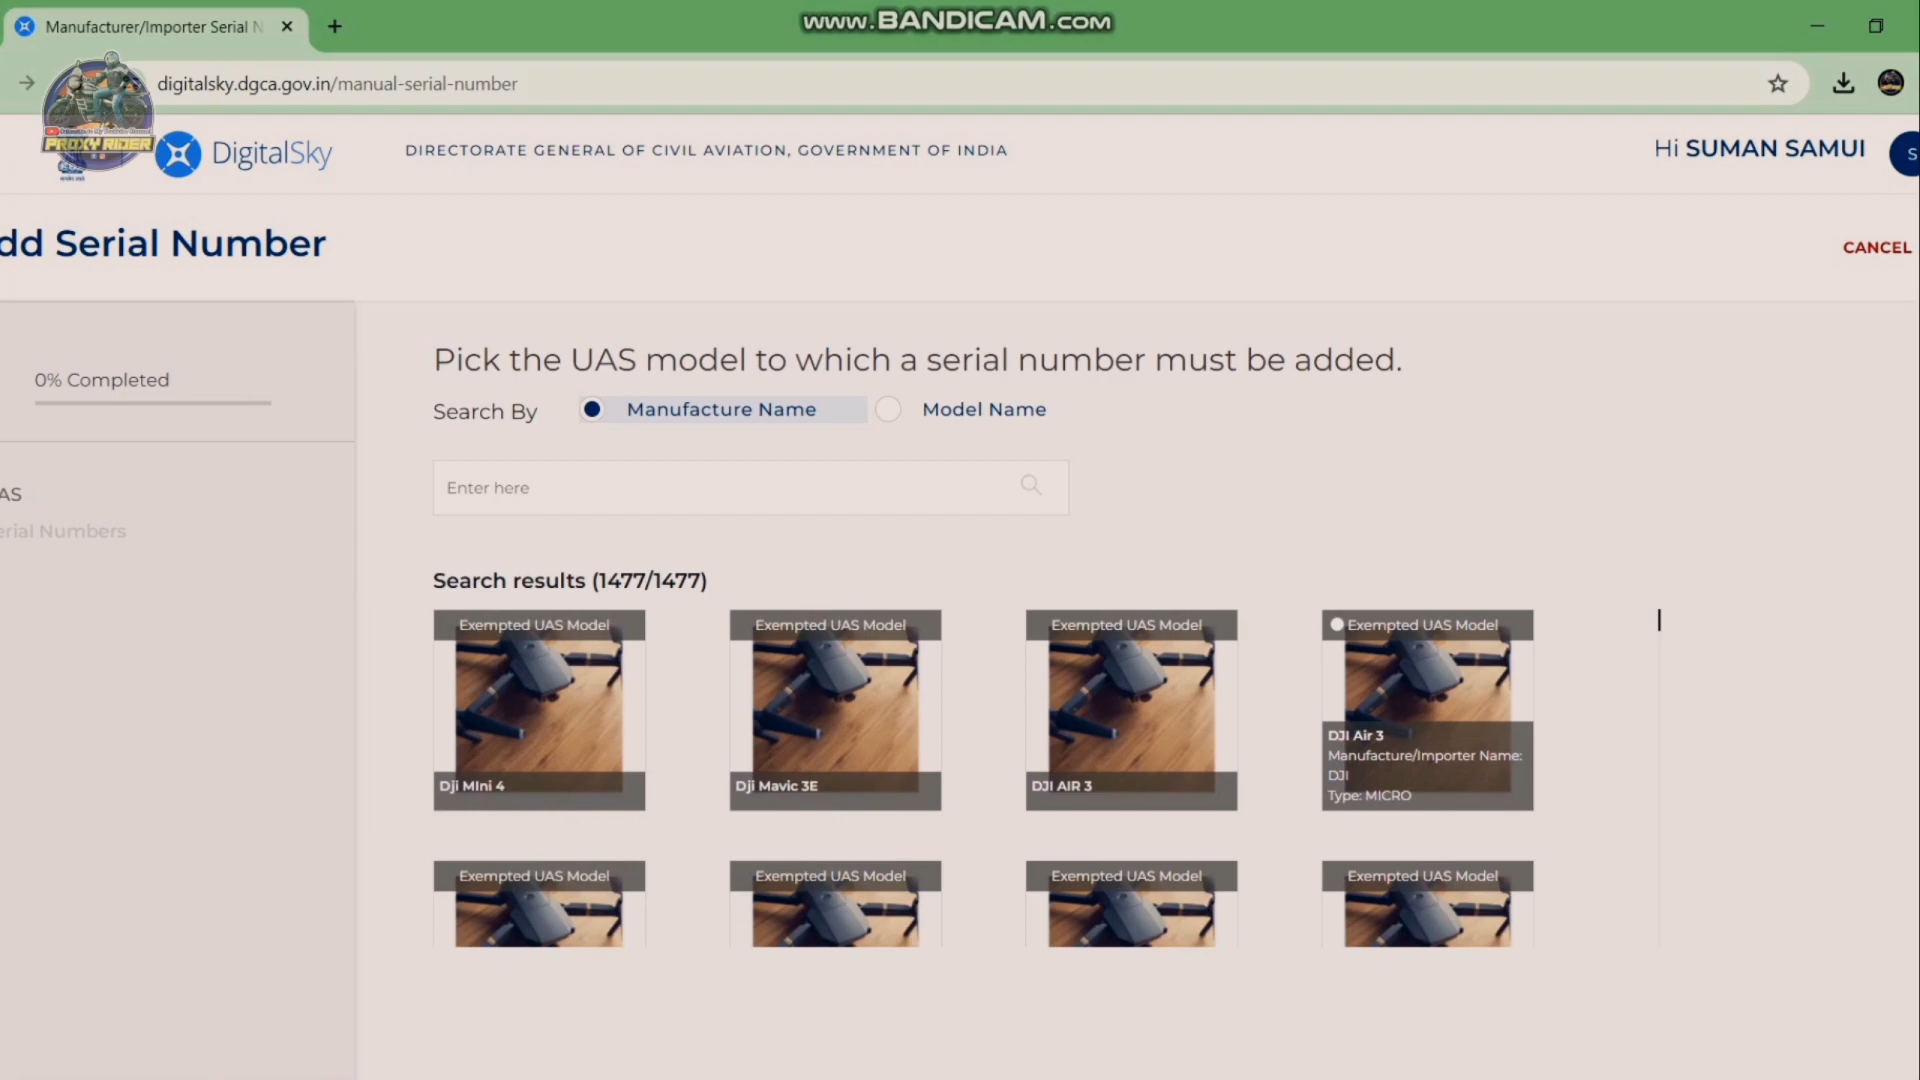 www.BANDICAM.com
Manufacturer/Importer Serial N
digitalsky.dgca.gov.in/manual-serial-number
PROXY RIDER
DigitalSky
DIRECTORATE GENERAL OF CIVIL AVIATION, GOVERNMENT OF INDIA
Hi SUMAN SAMUI
S
dd Serial Number
CANCEL
0% Completed
AS
erial Numbers
Pick the UAS model to which a serial number must be added.
Search By
Manufacture Name
Model Name
Enter here
Search results (1477/1477)
Exempted UAS Model
Dji MIni 4
Exempted UAS Model
Dji Mavic 3E
Exempted UAS Model
DJI AIR 3
Exempted UAS Model
DJI Air 3
Manufacture/Importer Name:
DJI
Type: MICRO
Exempted UAS Model
Exempted UAS Model
Exempted UAS Model
Exempted UAS Model